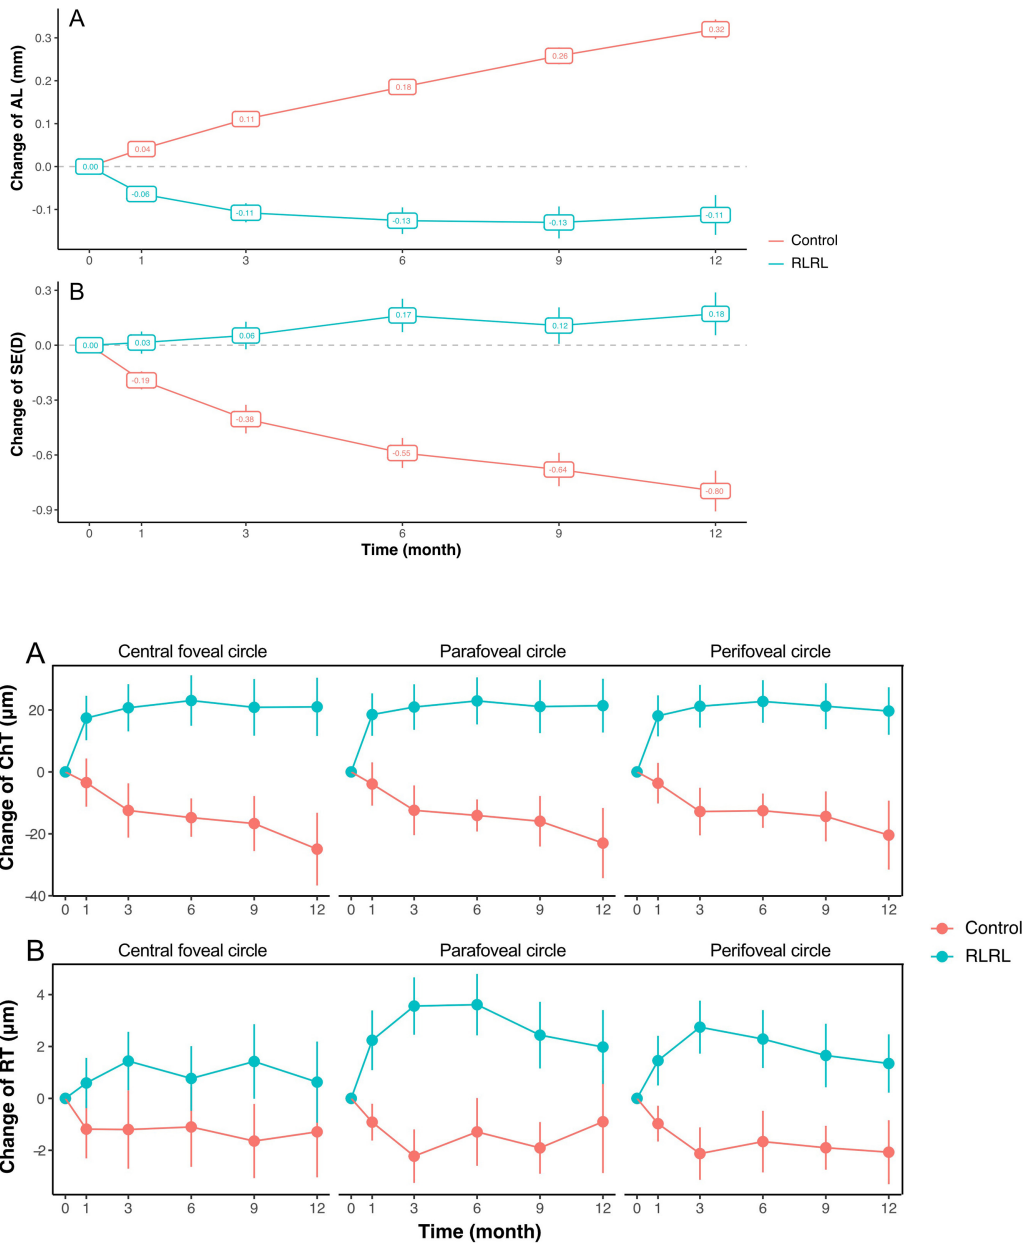 A
Change of AL (mm)
0.3
0.2
0.1
0.0
-0.1
0.00
0.04
0.11
0.18
0.26
0.32
-0.06
-0.11
-0.13
-0.13
-0.11
0 1 3 6 9 12
Control
RLRL
B
Change of SE(D)
0.3
0.0
-0.3
-0.6
-0.9
0.00
0.03
0.06
0.17
0.12
0.18
-0.19
-0.38
-0.55
-0.64
-0.80
0 1 3 6 9 12
Time (month)
A
Central foveal circle Parafoveal circle Perifoveal circle
Change of ChT (μm)
20
0
-20
-40
0 1 3 6 9 12 0 1 3 6 9 12 0 1 3 6 9 12
Control
RLRL
B
Central foveal circle Parafoveal circle Perifoveal circle
Change of RT (μm)
4
2
0
-2
0 1 3 6 9 12 0 1 3 6 9 12 0 1 3 6 9 12
Time (month)